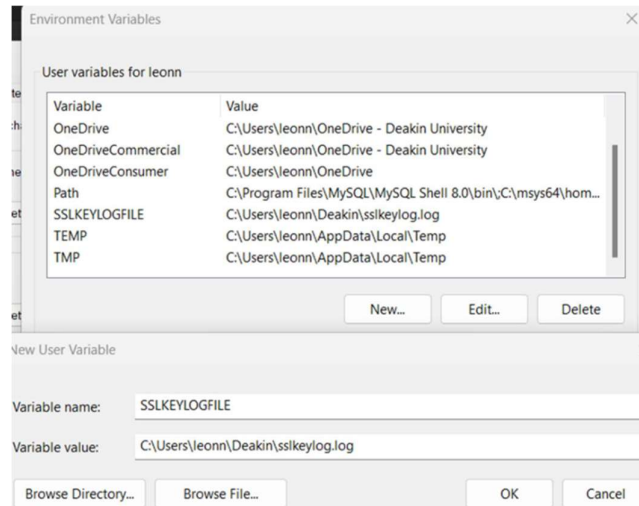 Environment Variables
User variables for leonn
Variable Value
OneDrive C:\Users\leonn\OneDrive - Deakin University
OneDriveCommercial C:\Users\leonn\OneDrive - Deakin University
OneDriveConsumer C:\Users\leonn\OneDrive
Path C:\Program Files\MySQL\MySQL Shell 8.0\bin\;C:\msys64\hom...
SSLKEYLOGFILE C:\Users\leonn\Deakin\sslkeylog.log
TEMP C:\Users\leonn\AppData\Local\Temp
TMP C:\Users\leonn\AppData\Local\Temp
New... Edit... Delete
New User Variable
Variable name: SSLKEYLOGFILE
Variable value: C:\Users\leonn\Deakin\sslkeylog.log
Browse Directory... Browse File... OK Cancel